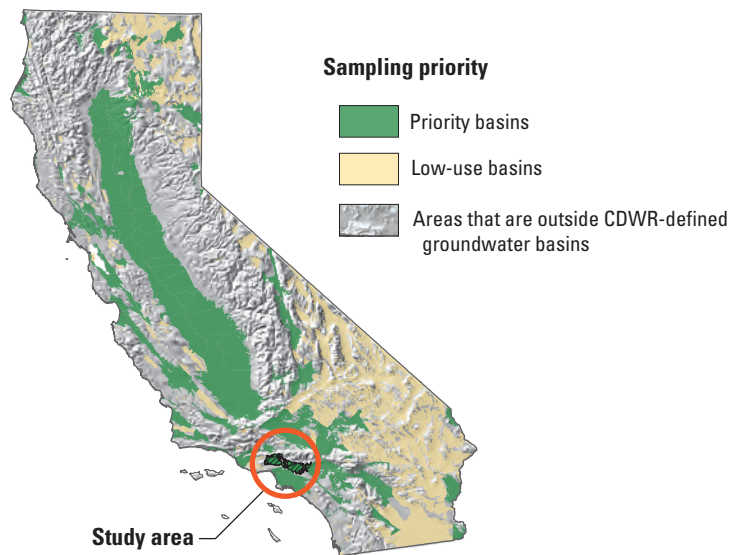 Sampling priority
Priority basins
Low-use basins
Areas that are outside CDWR-defined
groundwater basins
Study area